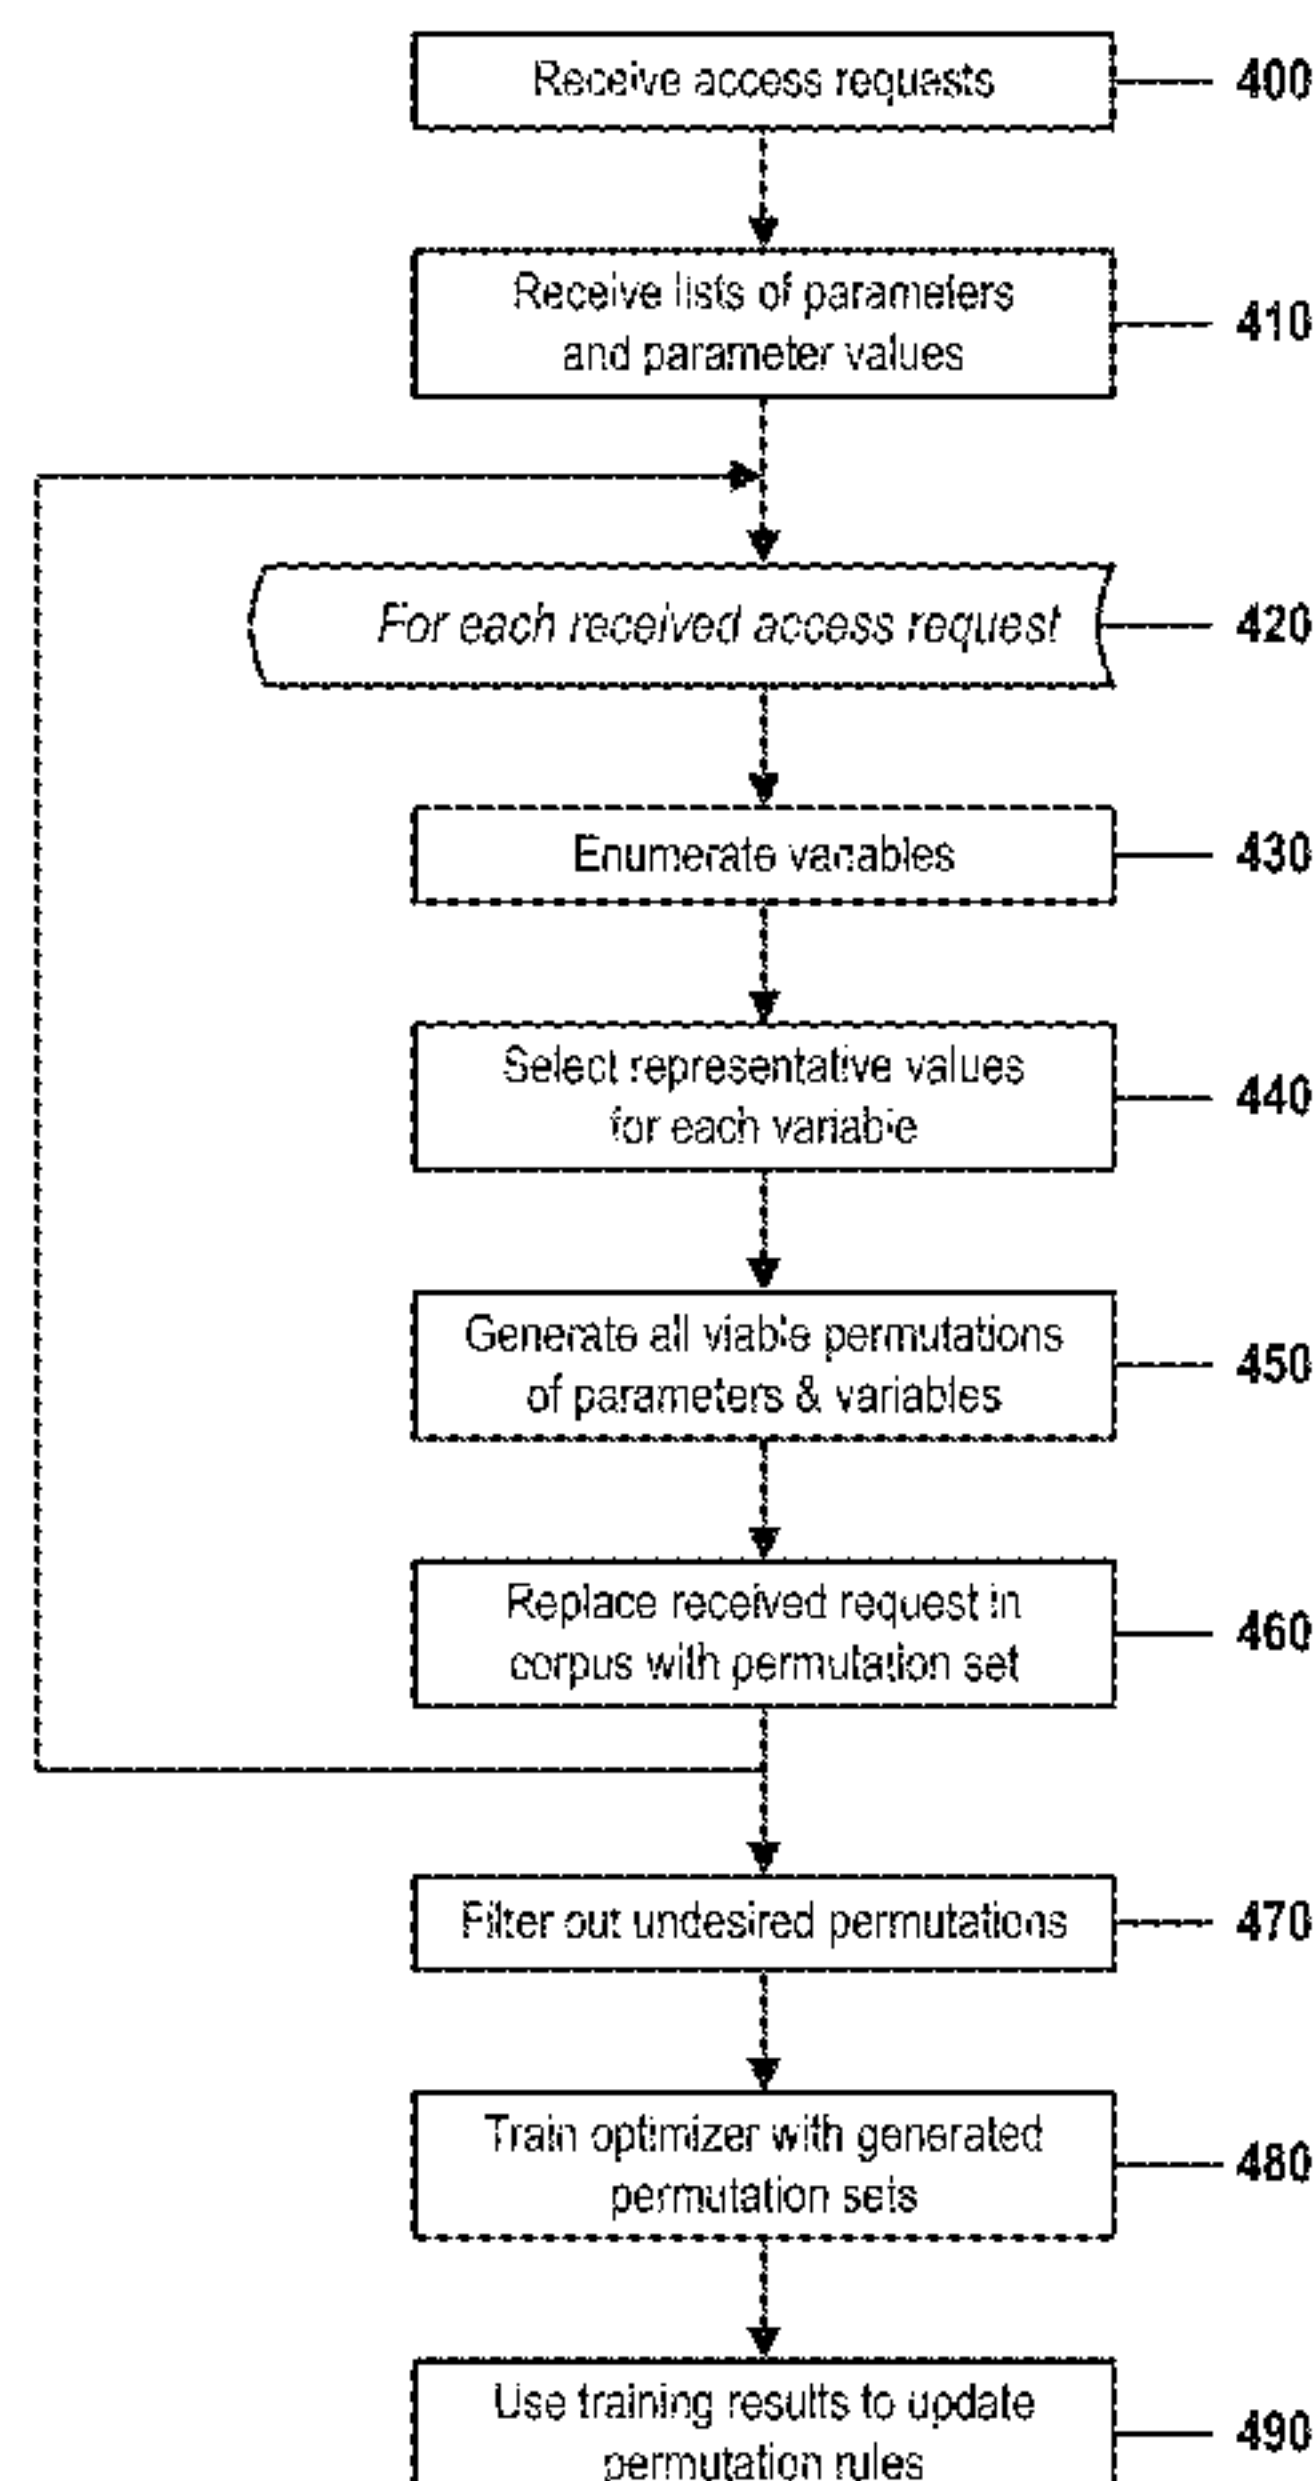 Receive access requests
400
Receive lists of parameters
and parameter values
410
For each received access request
420
Enumerate variables
430
Select representative values
for each variable
440
Generate all viable permutations
of parameters & variables
450
Replace received request in
corpus with permutation set
460
Filter out undesired permutations
470
Train optimizer with generated
permutation sets
480
Use training results to update
permutation rules
490